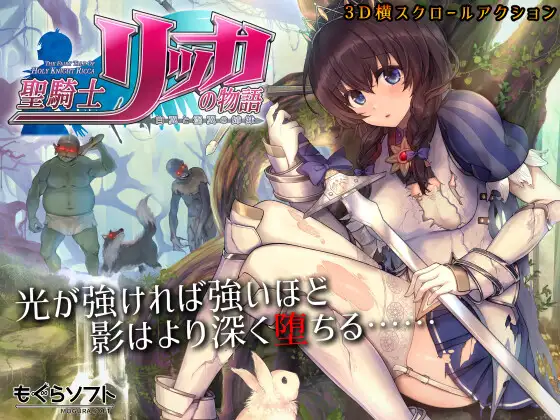 3D横スクロールアクション
THE FAIRY TALE OF
HOLY KNIGHT RICCA
聖騎士リッカの物語
光が強ければ強いほど
影はより深く堕ちる……
もぐらソフト
MOGURASOFT